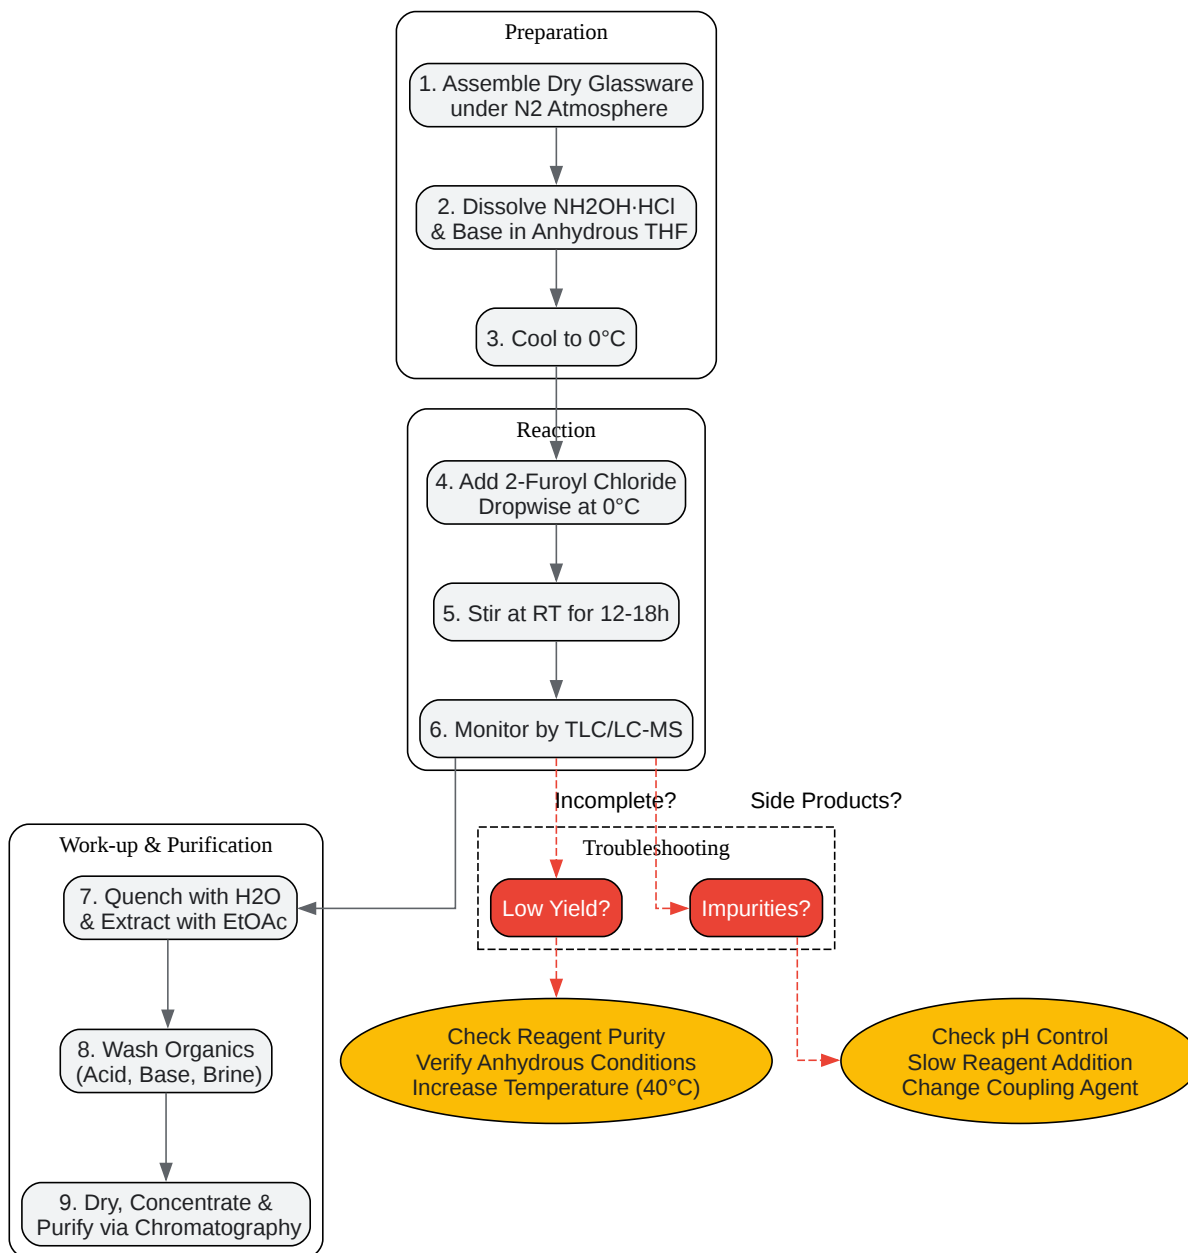 Preparation
1. Assemble Dry Glassware
under N2 Atmosphere
2. Dissolve NH2OH·HCl
& Base in Anhydrous THF
3. Cool to 0°C
Reaction
4. Add 2-Furoyl Chloride
Dropwise at 0°C
5. Stir at RT for 12-18h
6. Monitor by TLC/LC-MS
Incomplete?
Side Products?
Work-up & Purification
7. Quench with H2O
& Extract with EtOAc
8. Wash Organics
(Acid, Base, Brine)
9. Dry, Concentrate &
Purify via Chromatography
Troubleshooting
Low Yield?
Impurities?
Check Reagent Purity
Verify Anhydrous Conditions
Increase Temperature (40°C)
Check pH Control
Slow Reagent Addition
Change Coupling Agent